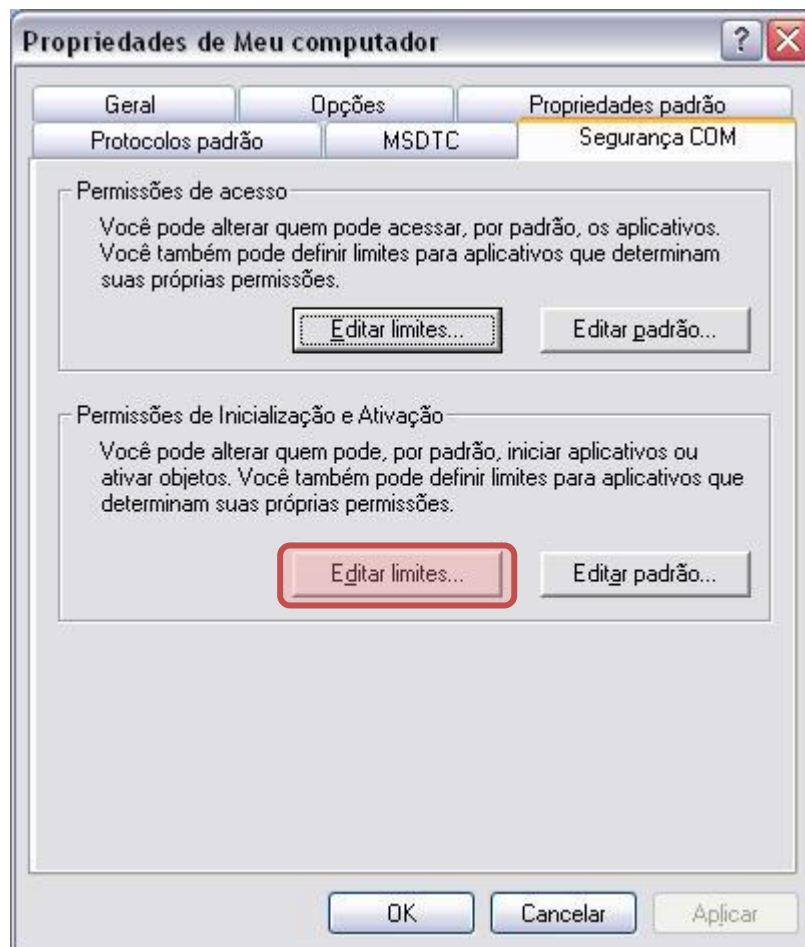 Propriedades de Meu computador
?
Geral Opções Propriedades padrão
Protocolos padrão MSDTC Segurança COM
Permissões de acesso
Você pode alterar quem pode acessar, por padrão, os aplicativos.
Você também pode definir limites para aplicativos que determinam
suas próprias permissões.
Editar limites... Editar padrão...
Permissões de Inicialização e Ativação
Você pode alterar quem pode, por padrão, iniciar aplicativos ou
ativar objetos. Você também pode definir limites para aplicativos que
determinam suas próprias permissões.
Editar limites... Editar padrão...
OK Cancelar Aplicar